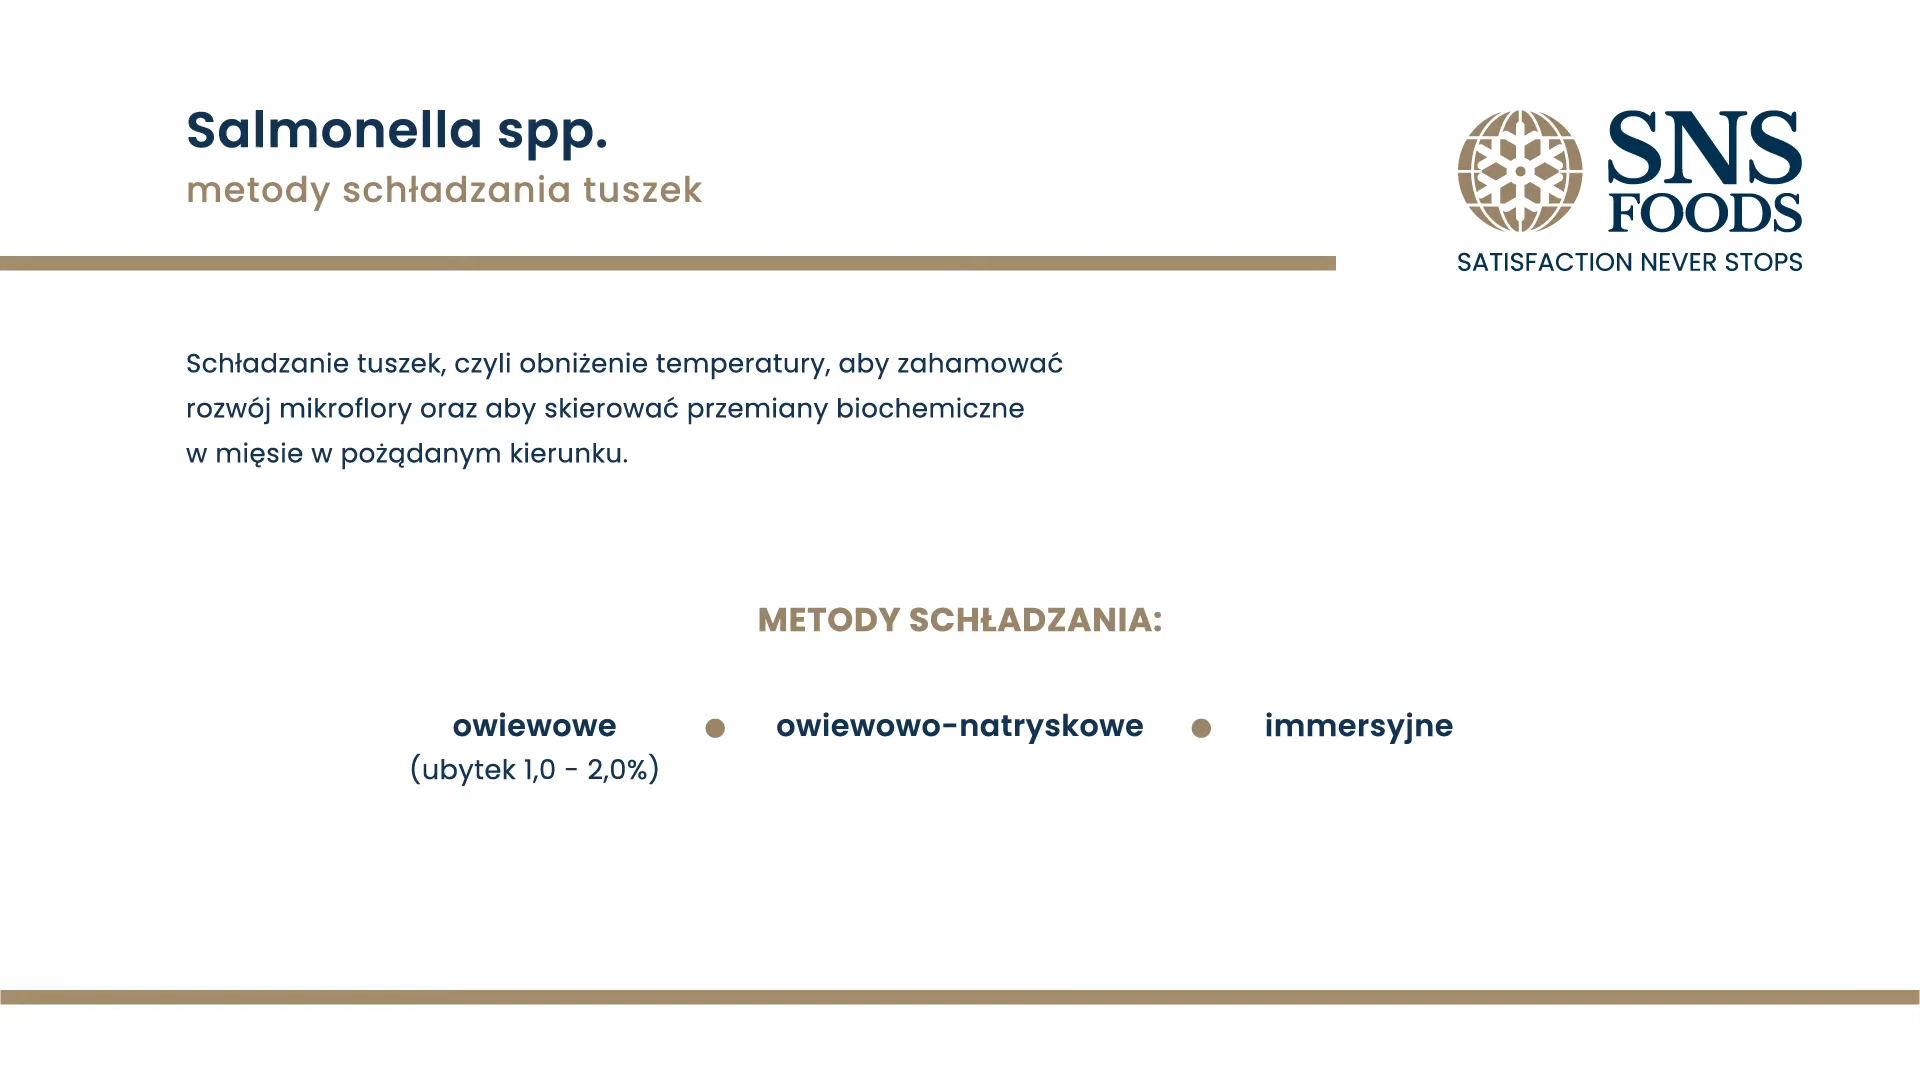 Salmonella spp.
metody schładzania tuszek
SNS
FOODS
SATISFACTION NEVER STOPS
Schładzanie tuszek, czyli obniżenie temperatury, aby zahamować
rozwój mikroflory oraz aby skierować przemiany biochemiczne
w mięsie w pożądanym kierunku.
METODY SCHŁADZANIA:
owiewowe • owiewowo-natryskowe • immersyjne
(ubytek 1,0 - 2,0%)